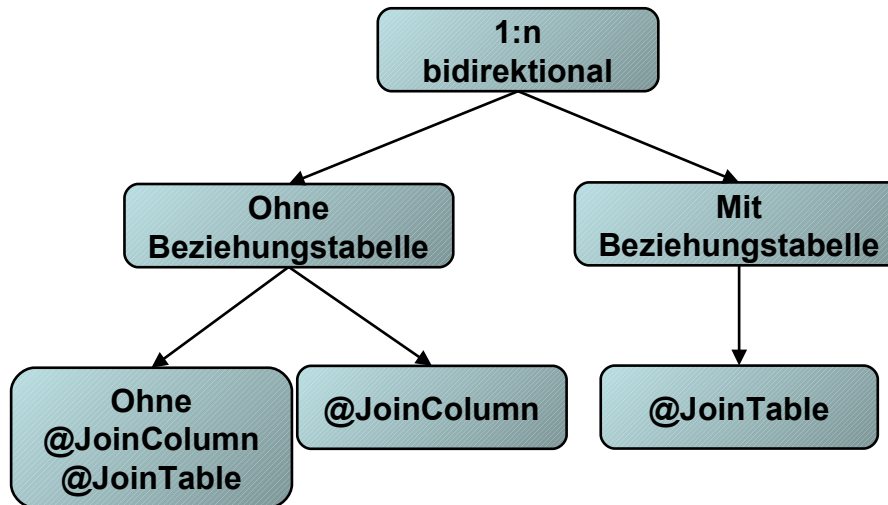 1:n
bidirektional
Ohne
Beziehungstabelle
Mit
Beziehungstabelle
Ohne
@JoinColumn
@JoinTable
@JoinColumn
@JoinTable